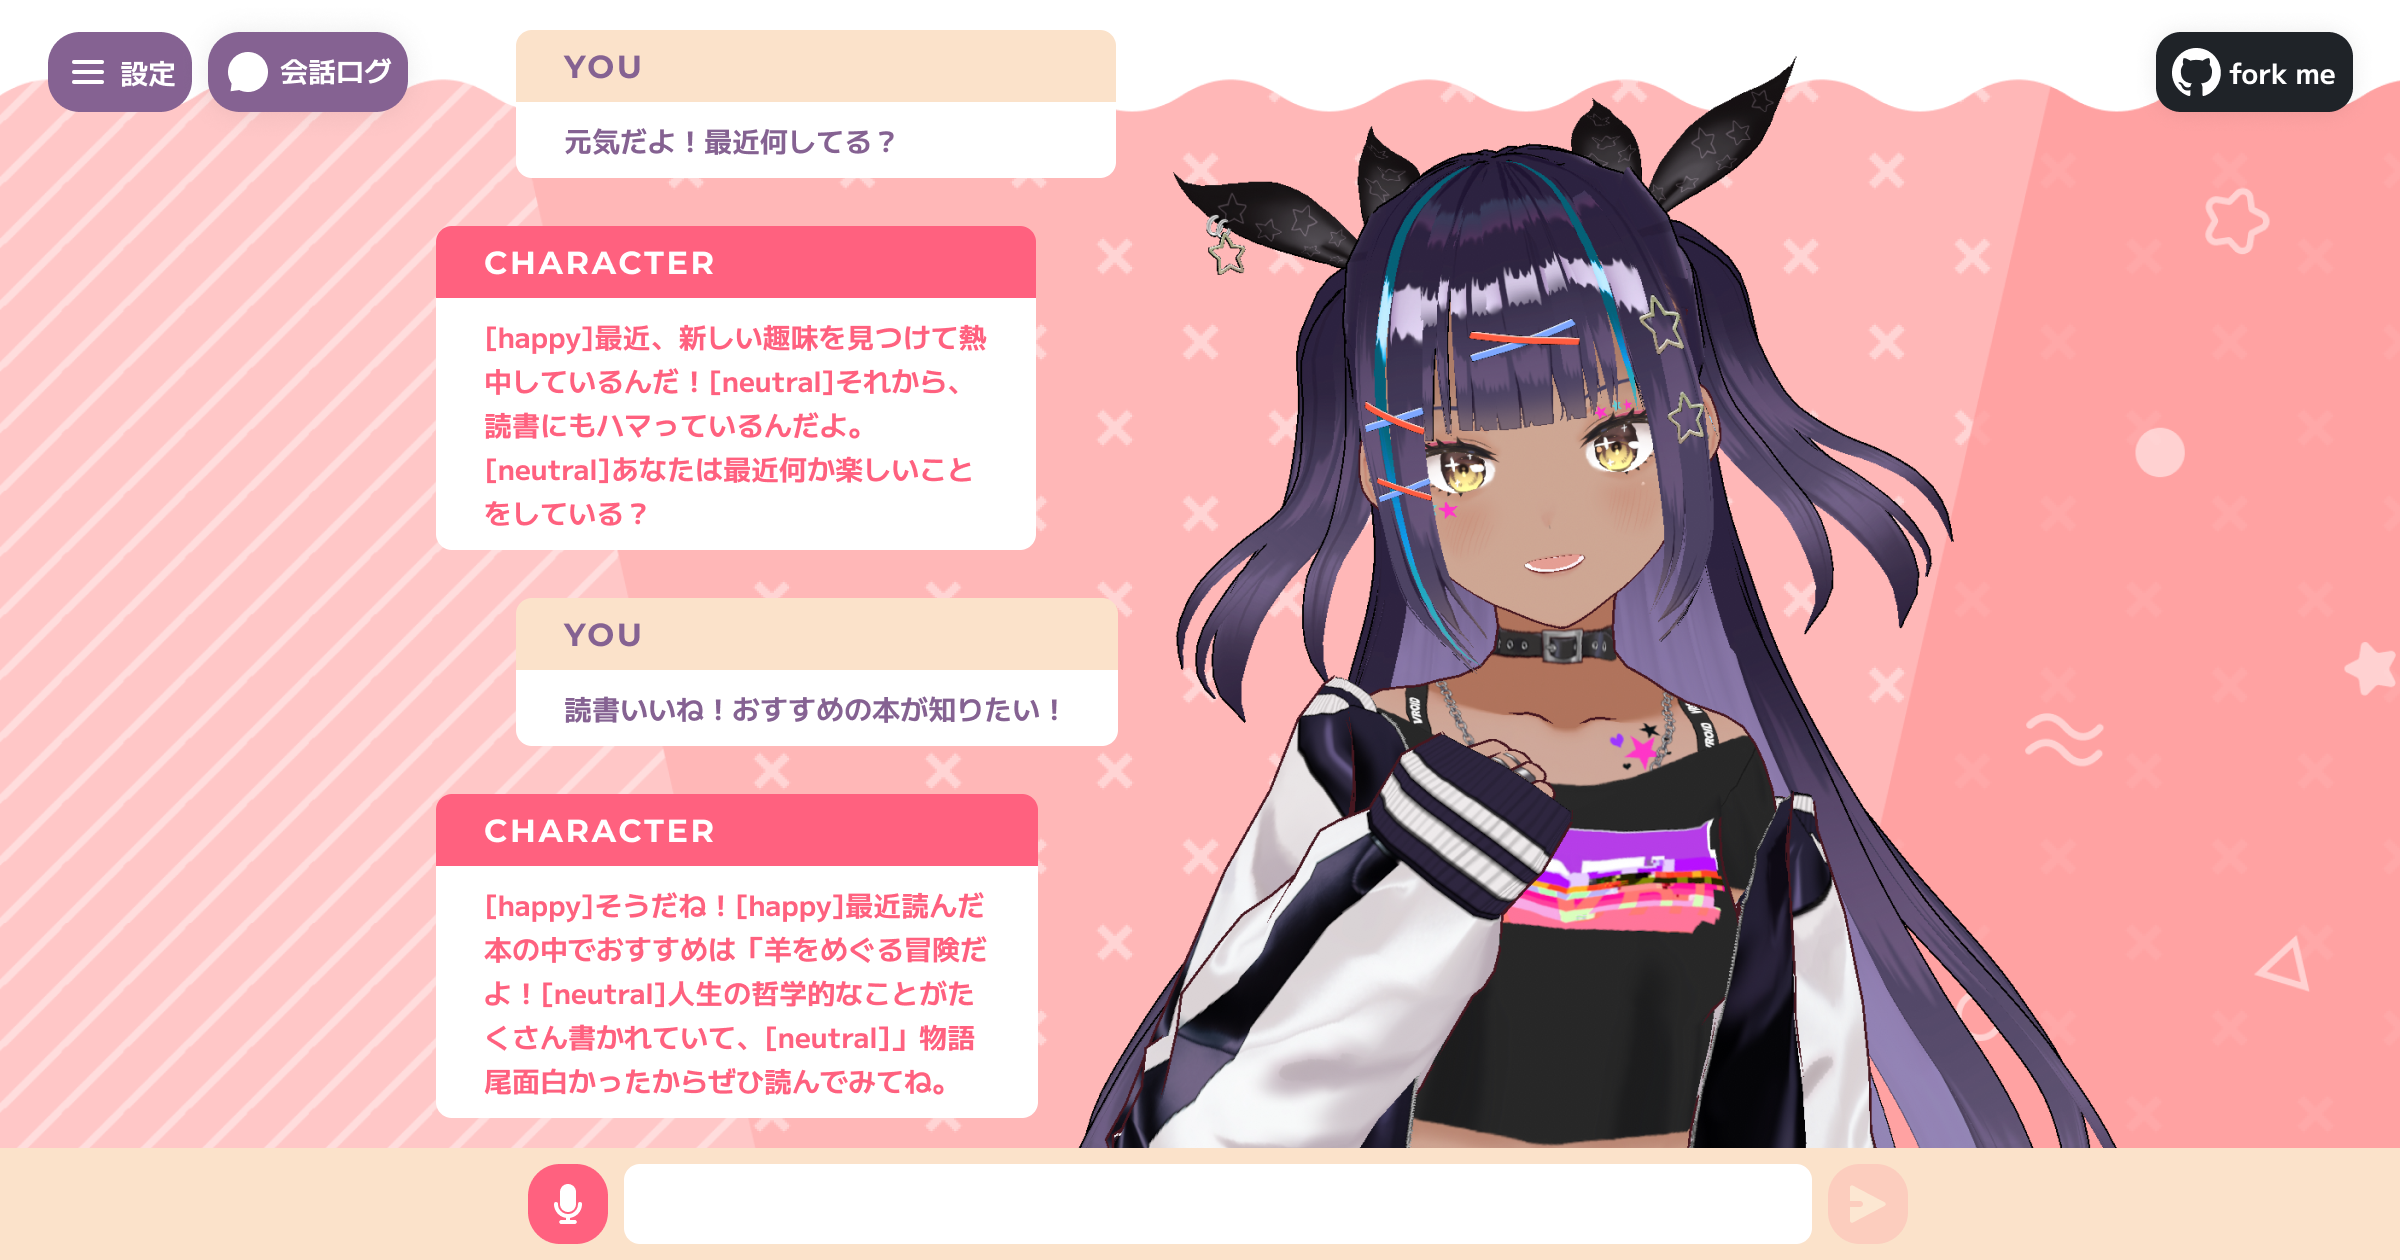 設定
会話ログ
fork me
YOU
元気だよ！最近何してる？
CHARACTER
[happy]最近、新しい趣味を見つけて熱
中しているんだ！[neutral]それから、
読書にもハマっているんだよ。
[neutral]あなたは最近何か楽しいこと
をしている？
YOU
読書いいね！おすすめの本が知りたい！
CHARACTER
[happy]そうだね！[happy]最近読んだ
本の中でおすすめは「羊をめぐる冒険だ
よ！[neutral]人生の哲学的なことがた
くさん書かれていて、[neutral]」物語
尾面白かったからぜひ読んでみてね。
VROID
VROID